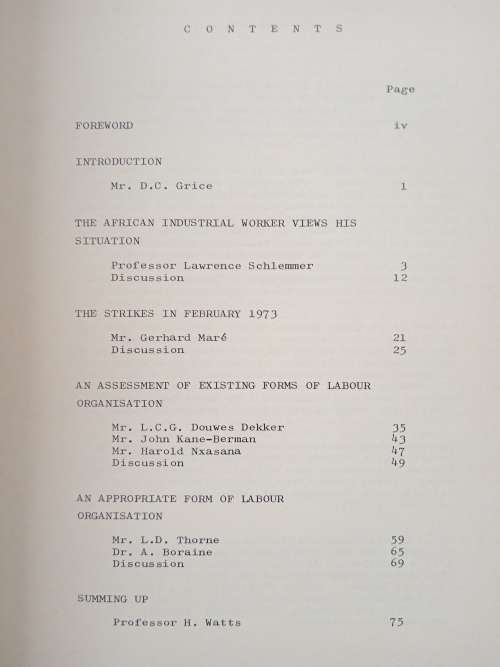 C O N T E N T S
Page
FOREWORD iv
INTRODUCTION
Mr. D.C. Grice 1
THE AFRICAN INDUSTRIAL WORKER VIEWS HIS
SITUATION
Professor Lawrence Schlemmer 3
Discussion 12
THE STRIKES IN FEBRUARY 1973
Mr. Gerhard Maré 21
Discussion 25
AN ASSESSMENT OF EXISTING FORMS OF LABOUR
ORGANISATION
Mr. L.C.G. Douwes Dekker 35
Mr. John Kane-Berman 43
Mr. Harold Nxasana 47
Discussion 49
AN APPROPRIATE FORM OF LABOUR
ORGANISATION
Mr. L.D. Thorne 59
Dr. A. Boraine 65
Discussion 69
SUMMING UP
Professor H. Watts 75